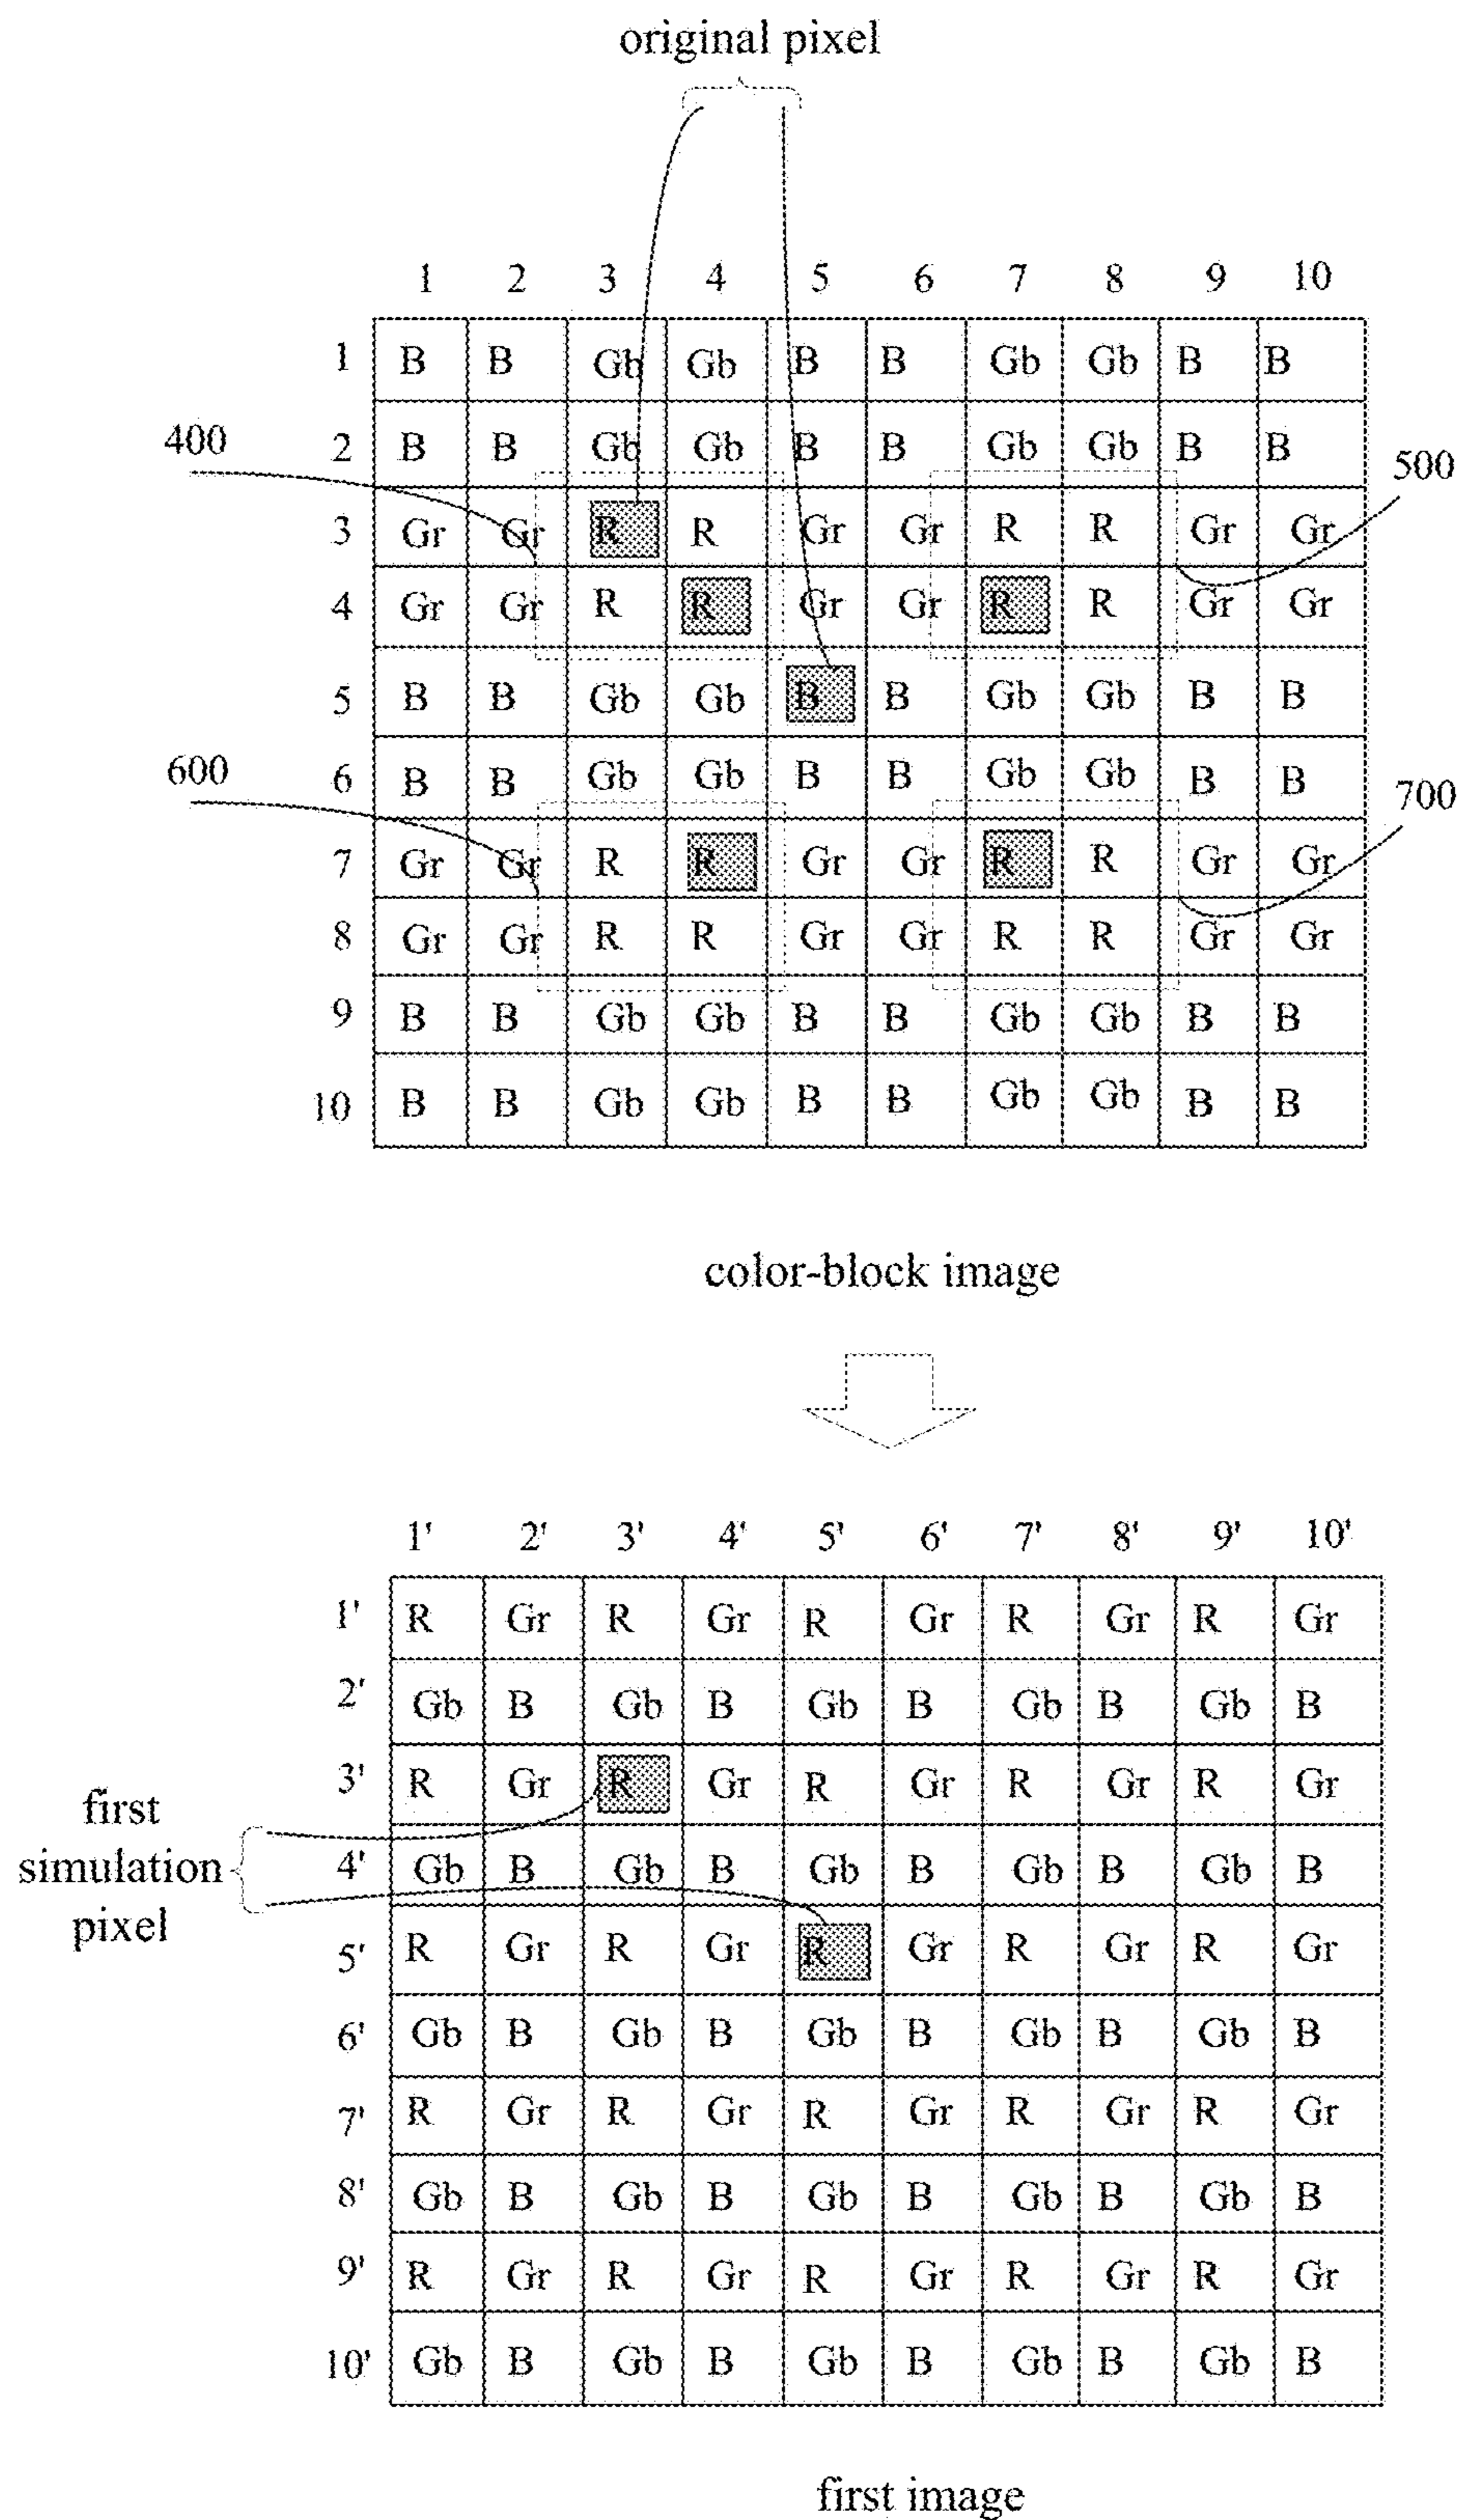 original pixel
1 2 3 4 5 6 7 8 9 10
1 B B Gb Gb B B Gb Gb B B
400
2 B B Gb Gb B B Gb Gb B B
500
3 Gr Gr R R Gr Gr R R Gr Gr
4 Gr Gr R R Gr Gr R R Gr Gr
5 B B Gb Gb B B Gb Gb B B
600
6 B B Gb Gb B B Gb Gb B B
700
7 Gr Gr R R Gr Gr R R Gr Gr
8 Gr Gr R R Gr Gr R R Gr Gr
9 B B Gb Gb B B Gb Gb B B
10 B B Gb Gb B B Gb Gb B B
color-block image
1' 2' 3' 4' 5' 6' 7' 8' 9' 10'
1' R Gr R Gr R Gr R Gr R Gr
2' Gb B Gb B Gb B Gb B Gb B
3' R Gr R Gr R Gr R Gr R Gr
first
simulation
pixel
4' Gb B Gb B Gb B Gb B Gb B
5' R Gr R Gr R Gr R Gr R Gr
6' Gb B Gb B Gb B Gb B Gb B
7' R Gr R Gr R Gr R Gr R Gr
8' Gb B Gb B Gb B Gb B Gb B
9' R Gr R Gr R Gr R Gr R Gr
10' Gb B Gb B Gb B Gb B Gb B
first image